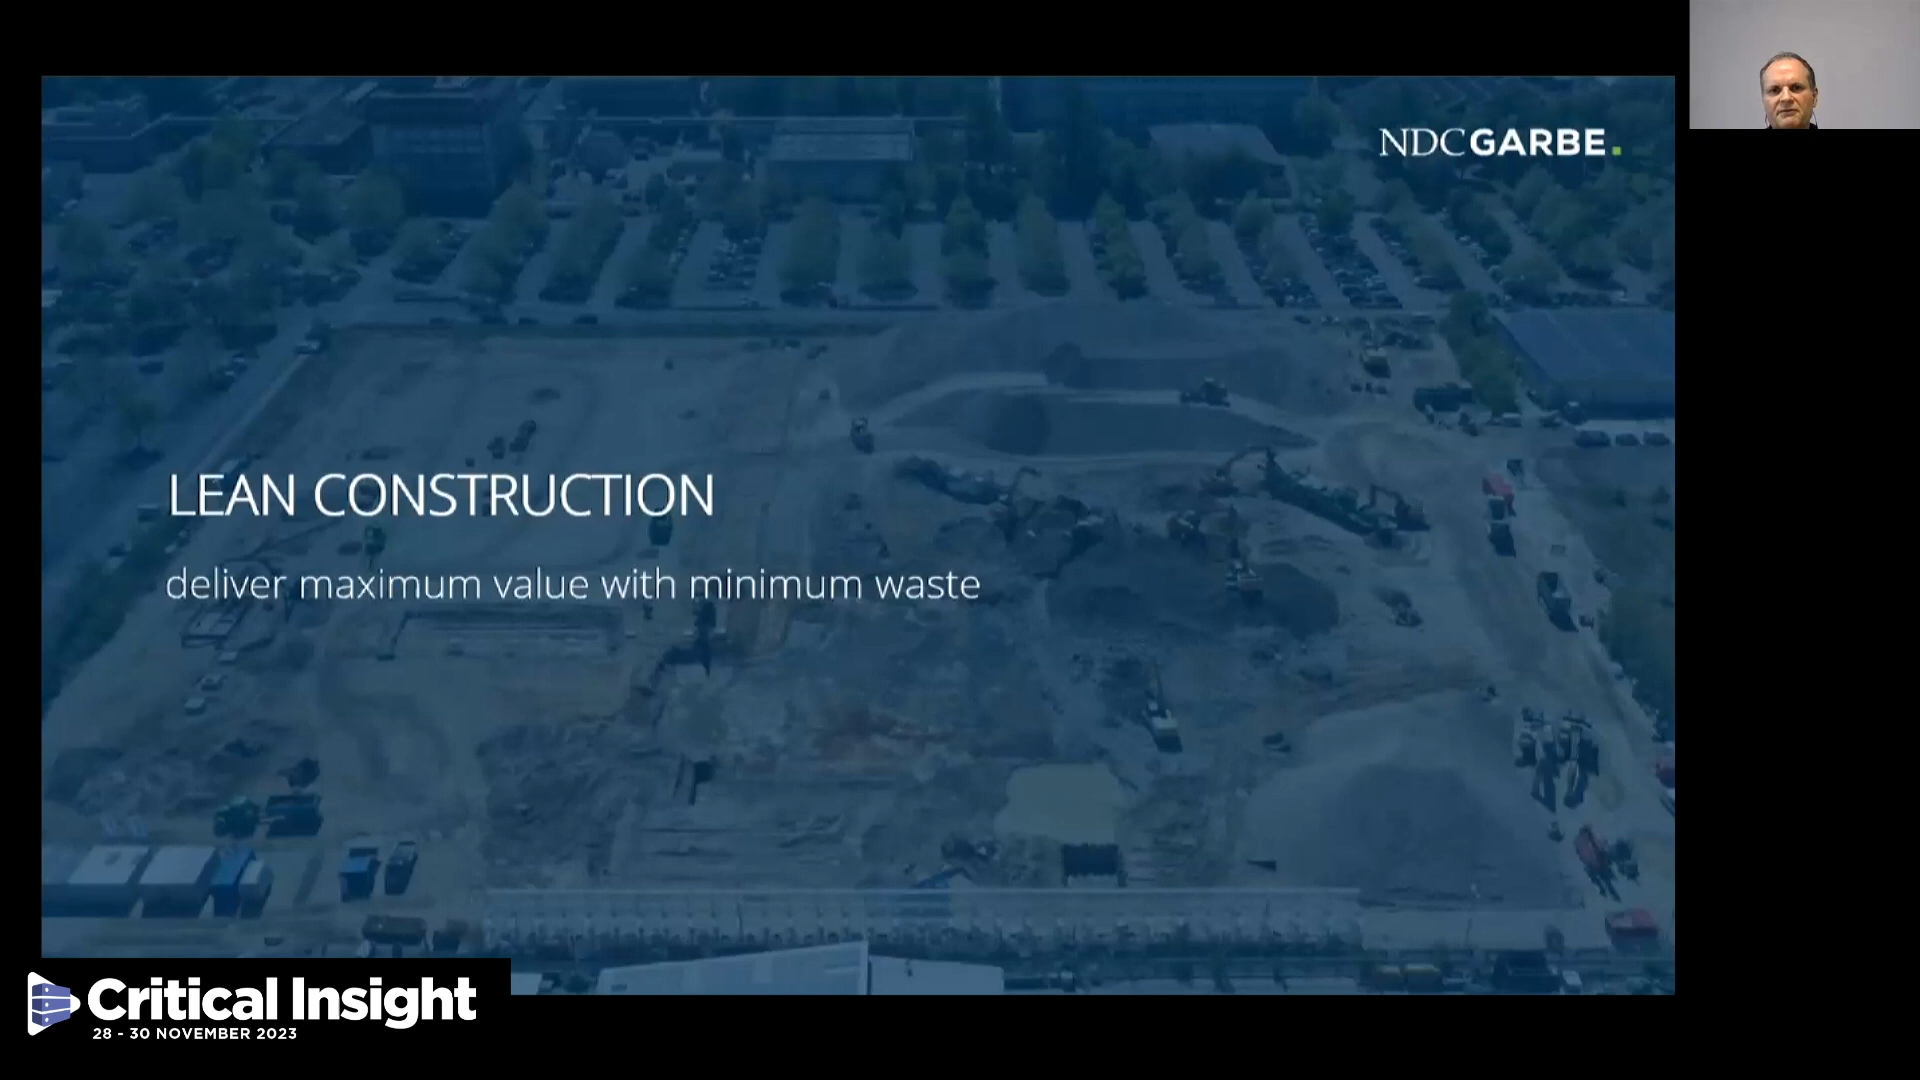 NDCGARBE.
LEAN CONSTRUCTION
deliver maximum value with minimum waste
Critical Insight
28 - 30 NOVEMBER 2023